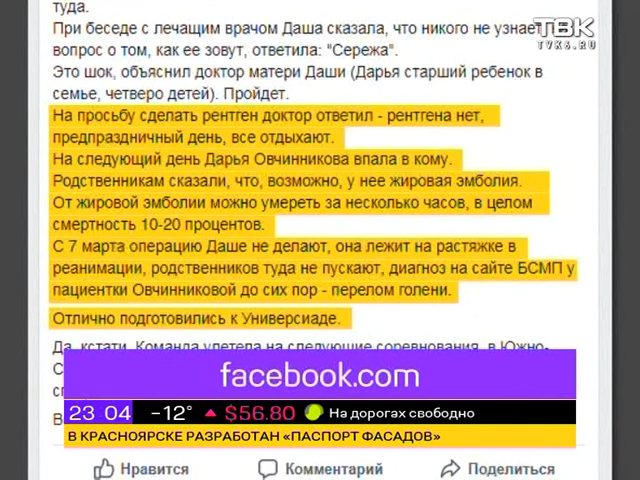 туда.
При беседе с лечащим врачом Даша сказала, что никого не узнает
вопрос о том, как ее зовут, ответила: "Сережа".
Это шок, объяснил доктор матери Даши (Дарья старший ребенок в
семье, четверо детей). Пройдет.
На просьбу сделать рентген доктор ответил - рентгена нет,
предпраздничный день, все отдыхают.
На следующий день Дарья Овчинникова впала в кому.
Родственникам сказали, что, возможно, у нее жировая эмболия.
От жировой эмболии можно умереть за несколько часов, в целом
смертность 10-20 процентов.
С 7 марта операцию Даше не делают, она лежит на растяжке в
реанимации, родственников туда не пускают, диагноз на сайте БСМП у
пациентки Овчинниковой до сих пор - перелом голени.
Отлично подготовились к Универсиаде.
Да, кстати. Команда улетела на следующие соревнования, в Южно-
ТВК
TVK6.RU
facebook.com
23 04 -12° $56.80 На дорогах свободно
В КРАСНОЯРСКЕ РАЗРАБОТАН «ПАСПОРТ ФАСАДОВ»
Нравится Комментарий Поделиться